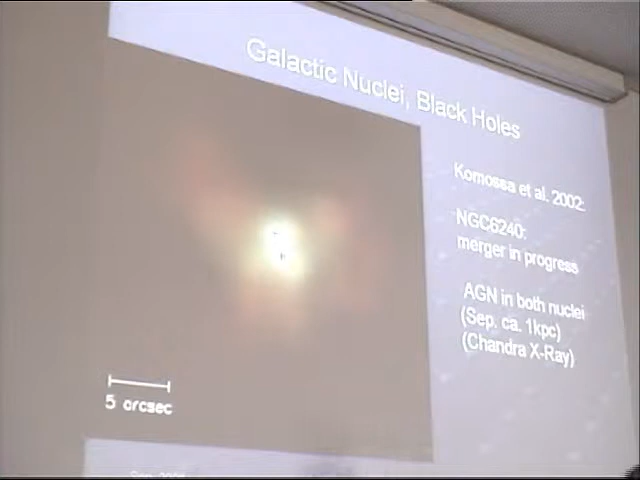 Galactic Nuclei, Black Holes
Komossa et al. 2002:
NGC6240:
merger in progress
AGN in both nuclei
(Sep. ca. 1kpc)
(Chandra X-Ray)
5 arcsec